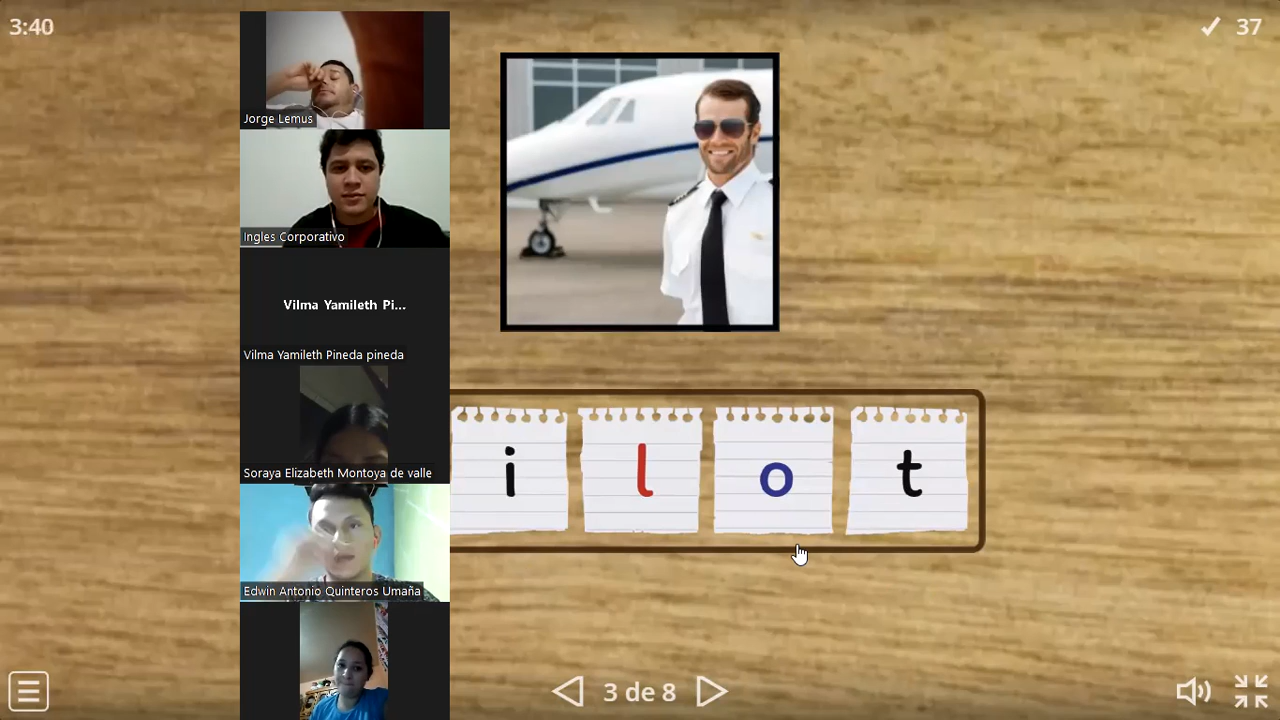 3:40
37
Jorge Lemus
Ingles Corporativo
Vilma Yamileth Pi...
Vilma Yamileth Pineda pineda
Soraya Elizabeth Montoya de valle
Edwin Antonio Quinteros Umaña
i l o t
3 de 8